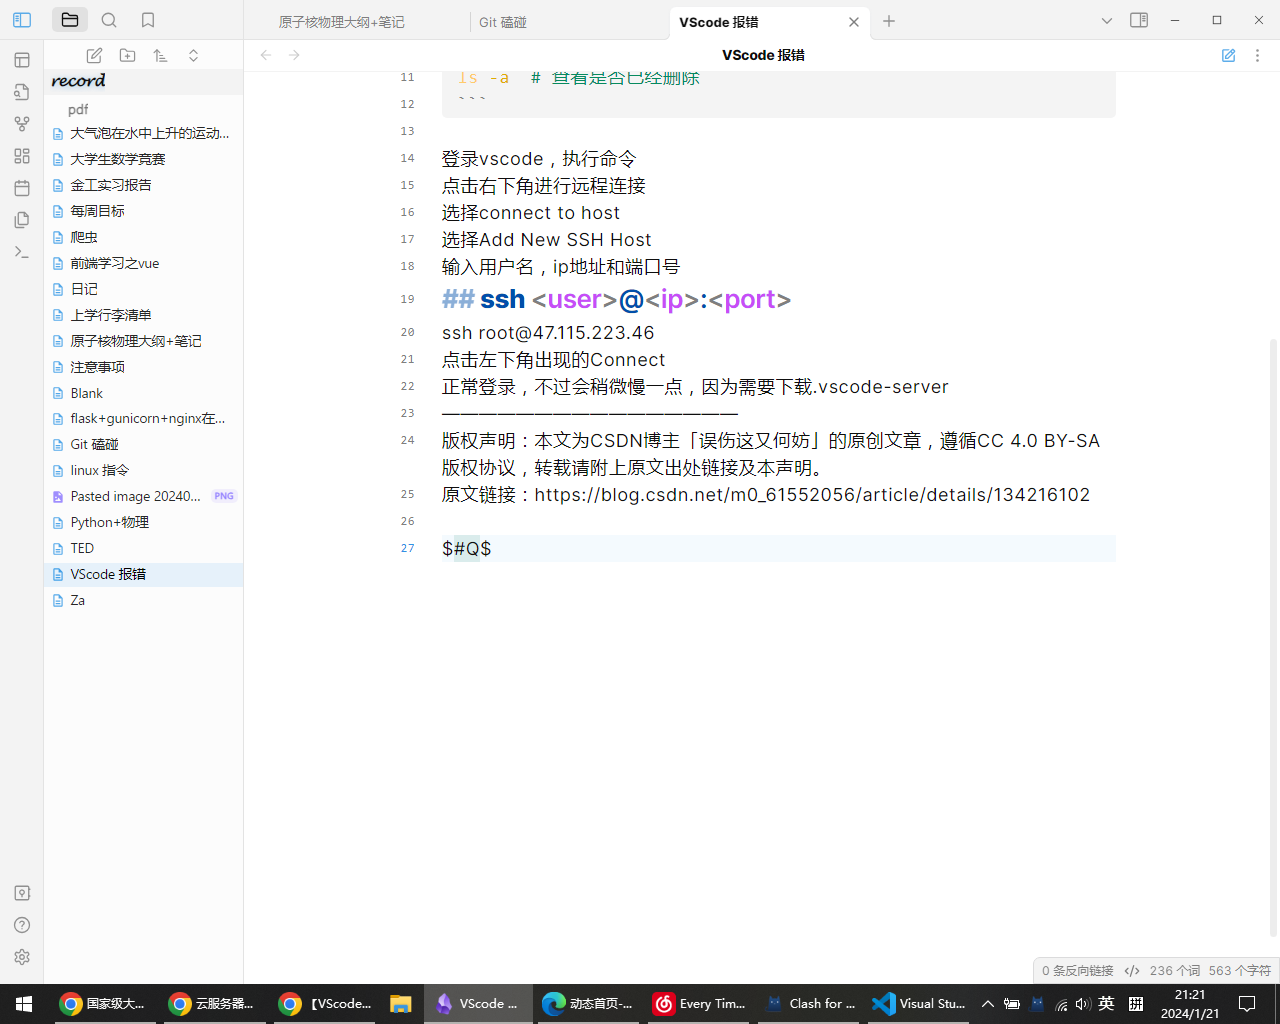 原子核物理大纲+笔记
Git 磕碰
VScode 报错
VScode 报错
record
pdf
大气泡在水中上升的运动...
大学生数学竞赛
金工实习报告
每周目标
爬虫
前端学习之vue
日记
上学行李清单
原子核物理大纲+笔记
注意事项
Blank
flask+gunicorn+nginx在...
Git 磕碰
linux 指令
Pasted image 20240... PNG
Python+物理
TED
VScode 报错
Za
11 ls -a # 查看是否已经删除
12 ```
13
14 登录vscode，执行命令
15 点击右下角进行远程连接
16 选择connect to host
17 选择Add New SSH Host
18 输入用户名，ip地址和端口号
19 ## ssh <user>@<ip>:<port>
20 ssh root@47.115.223.46
21 点击左下角出现的Connect
22 正常登录，不过会稍微慢一点，因为需要下载.vscode-server
23 ————————————————
24 版权声明：本文为CSDN博主「误伤这又何妨」的原创文章，遵循CC 4.0 BY-SA
版权协议，转载请附上原文出处链接及本声明。
25 原文链接：https://blog.csdn.net/m0_61552056/article/details/134216102
26
27 $#Q$
0 条反向链接 236 个词 563 个字符
国家级大...
云服务器...
【VScode...
VScode ...
动态首页-...
Every Tim...
Clash for ...
Visual Stu...
英
拼
21:21
2024/1/21